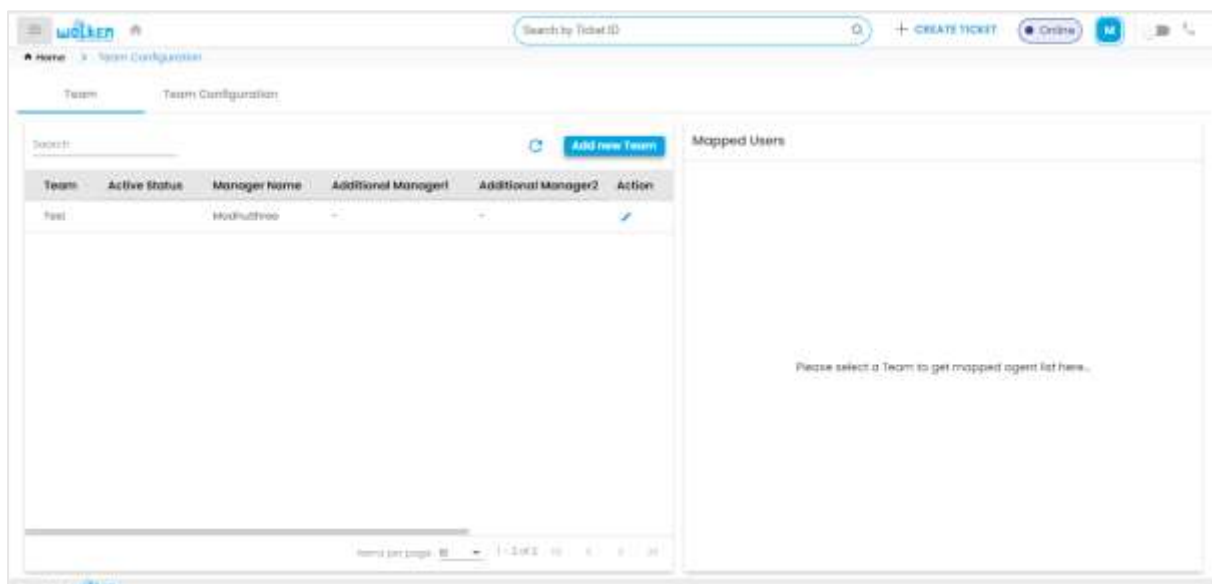 wolken
Search by Ticket ID
+ CREATE TICKET
Online
M
Home > Team Configuration
Team Team Configuration
Search
Add new Team
Mapped Users
Team Active Status Manager Name Additional Manager1 Additional Manager2 Action
Test - -
Please select a Team to get mapped agent list here..
Items per page
wolken